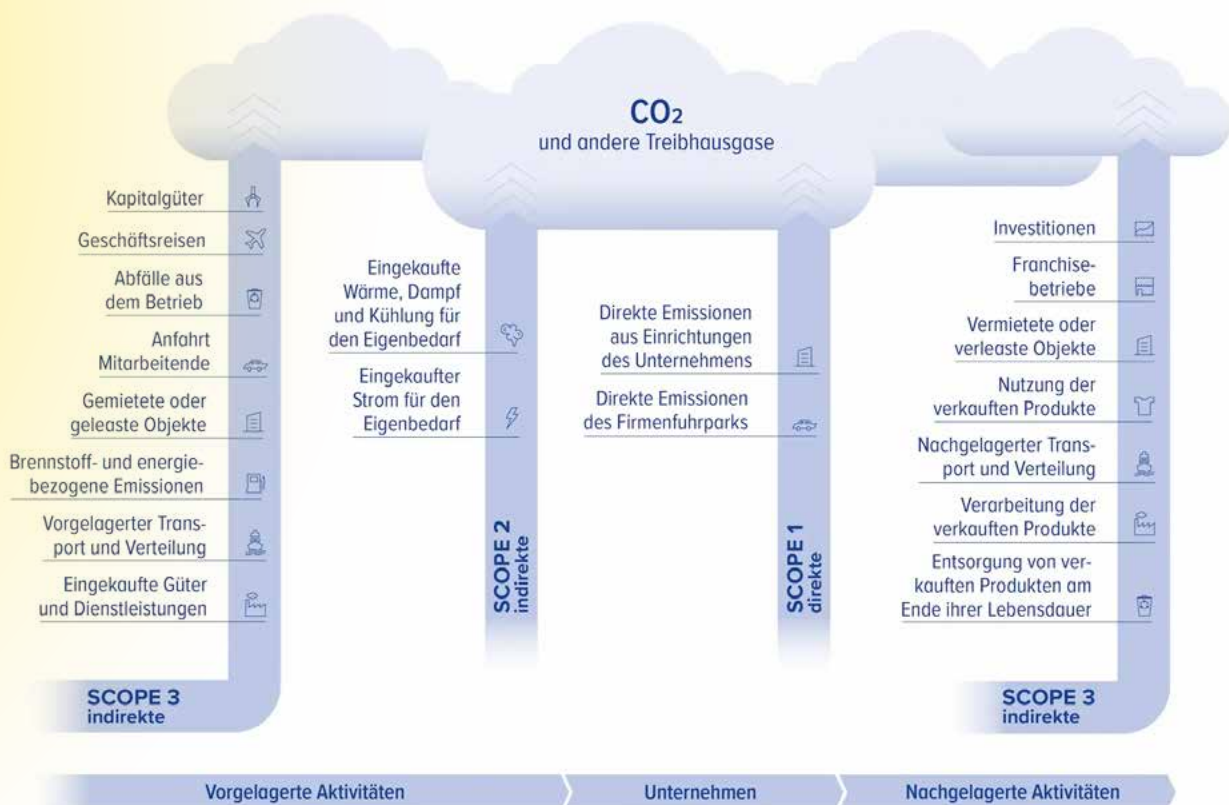 CO2
und andere Treibhausgase
Kapitalgüter
Geschäftsreisen
Abfälle aus
dem Betrieb
Anfahrt
Mitarbeitende
Gemietete oder
geleaste Objekte
Brennstoff- und energie-
bezogene Emissionen
Vorgelagerter Trans-
port und Verteilung
Eingekaufte Güter
und Dienstleistungen
SCOPE 3
indirekte
Eingekaufte
Wärme, Dampf
und Kühlung für
den Eigenbedarf
Eingekaufter
Strom für den
Eigenbedarf
SCOPE 2
indirekte
Direkte Emissionen
aus Einrichtungen
des Unternehmens
Direkte Emissionen
des Firmenfuhrparks
SCOPE 1
direkte
Investitionen
Franchise-
betriebe
Vermietete oder
verleaste Objekte
Nutzung der
verkauften Produkte
Nachgelagerter Trans-
port und Verteilung
Verarbeitung der
verkauften Produkte
Entsorgung von ver-
kauften Produkten am
Ende ihrer Lebensdauer
SCOPE 3
indirekte
Vorgelagerte Aktivitäten
Unternehmen
Nachgelagerte Aktivitäten